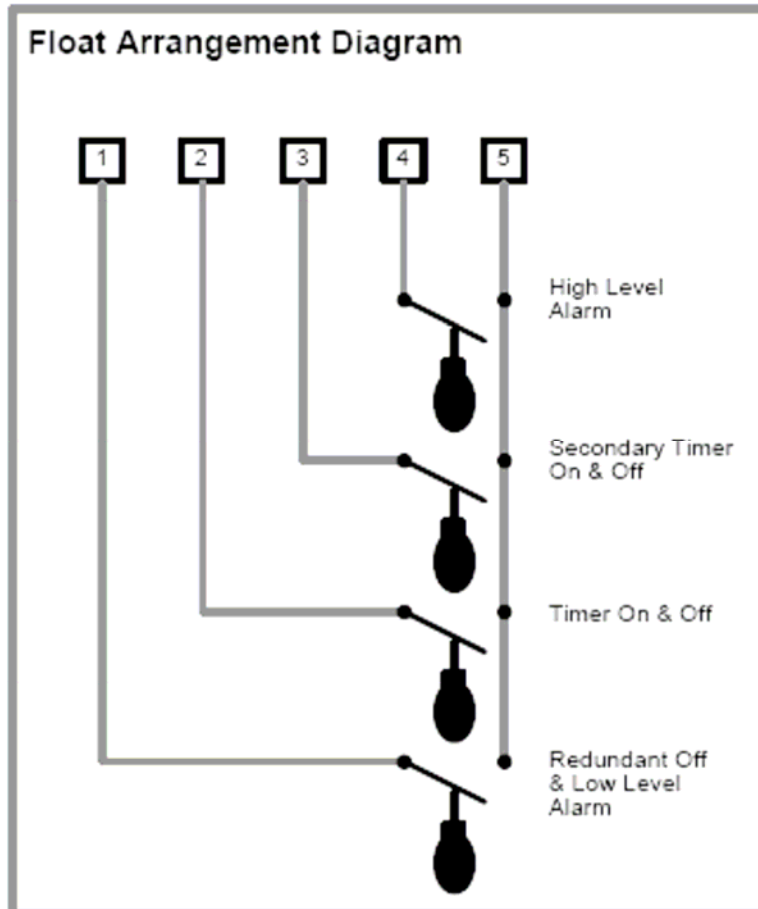 Float Arrangement Diagram
1 2 3 4 5
High Level
Alarm
Secondary Timer
On & Off
Timer On & Off
Redundant Off
& Low Level
Alarm